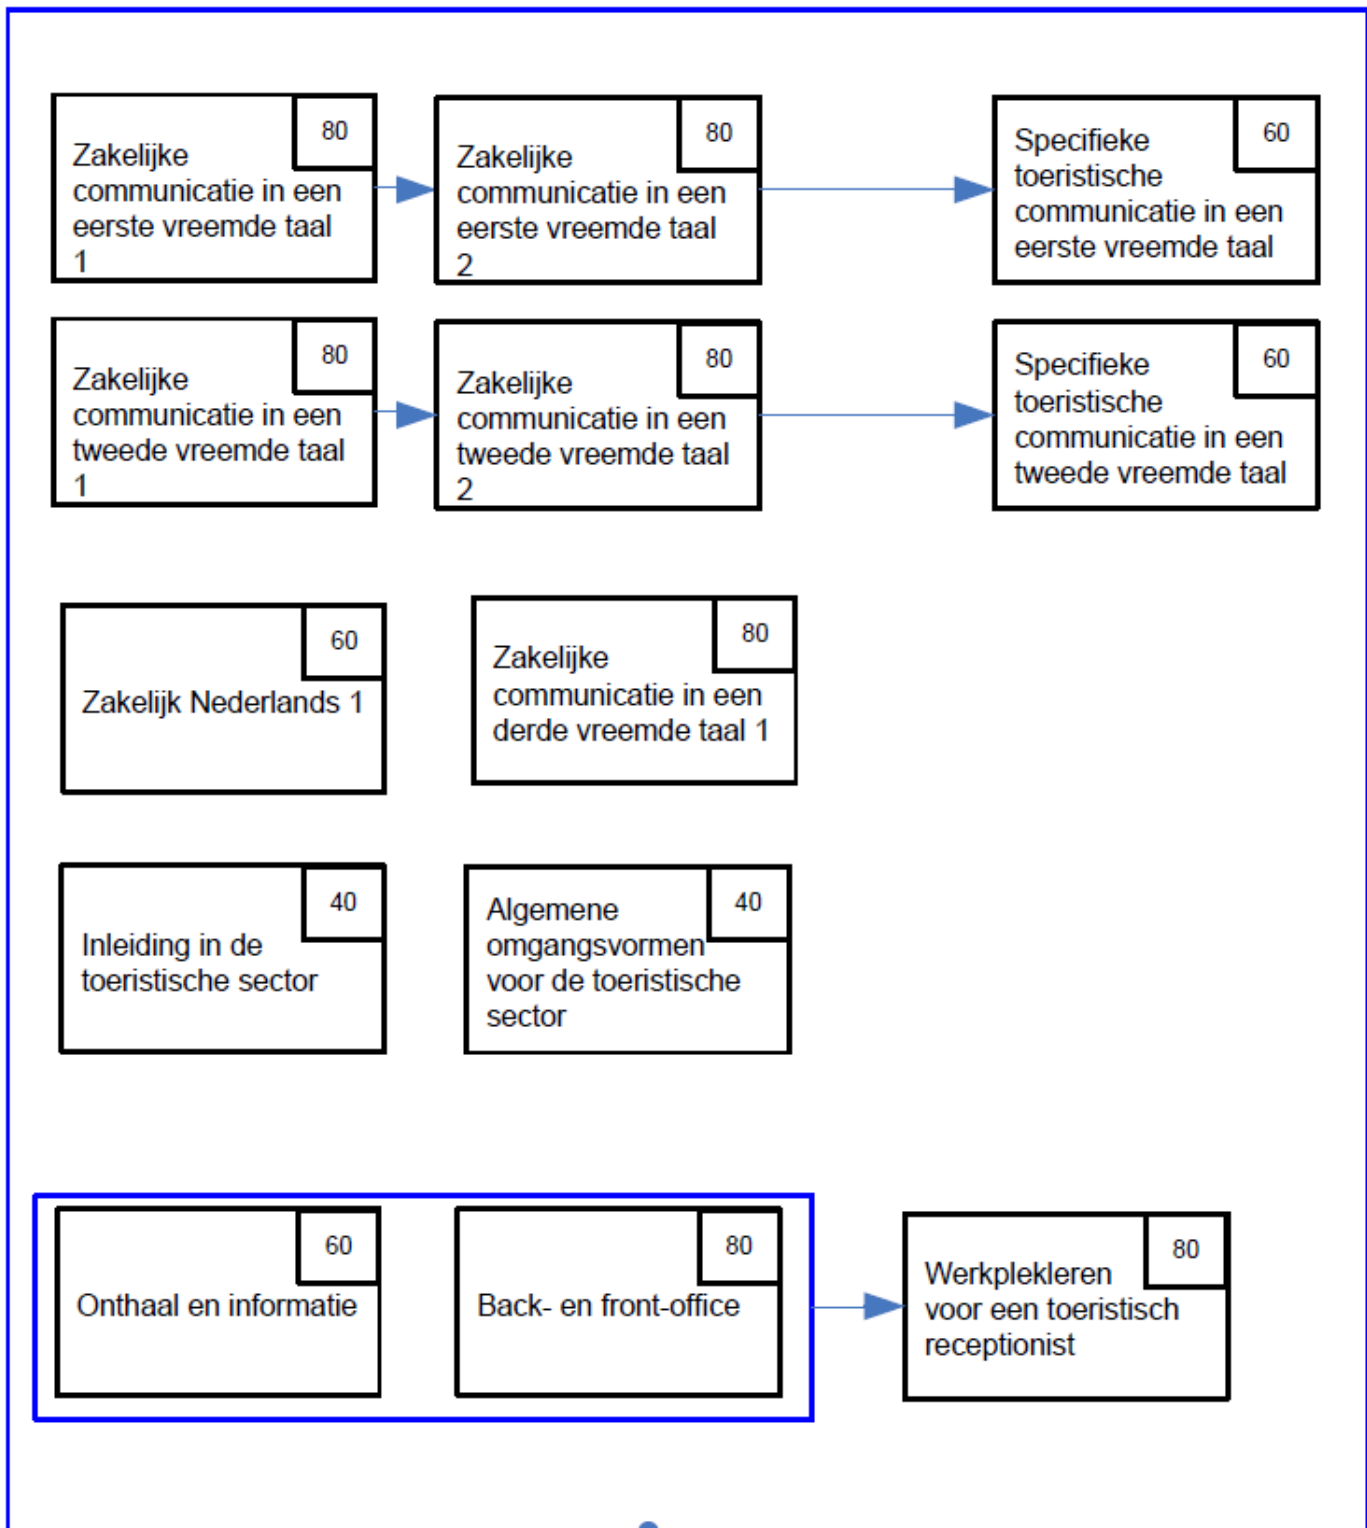 80
Zakelijke
communicatie in een
eerste vreemde taal
1
80
Zakelijke
communicatie in een
eerste vreemde taal
2
60
Specifieke
toeristische
communicatie in een
eerste vreemde taal
80
Zakelijke
communicatie in een
tweede vreemde taal
1
80
Zakelijke
communicatie in een
tweede vreemde taal
2
60
Specifieke
toeristische
communicatie in een
tweede vreemde taal
60
Zakelijk Nederlands 1
80
Zakelijke
communicatie in een
derde vreemde taal 1
40
Inleiding in de
toeristische sector
40
Algemene
omgangsvormen
voor de toeristische
sector
60
Onthaal en informatie
80
Back- en front-office
80
Werkplekleren
voor een toeristisch
receptionist